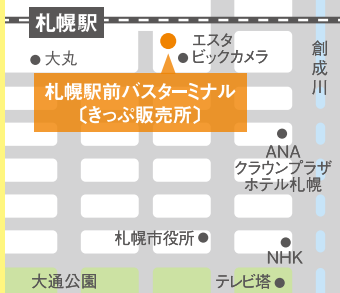 札幌駅
エスタ
ビックカメラ
大丸
創成川
札幌駅前バスターミナル
〔きっぷ販売所〕
ANA
クラウンプラザ
ホテル札幌
札幌市役所
NHK
大通公園
テレビ塔